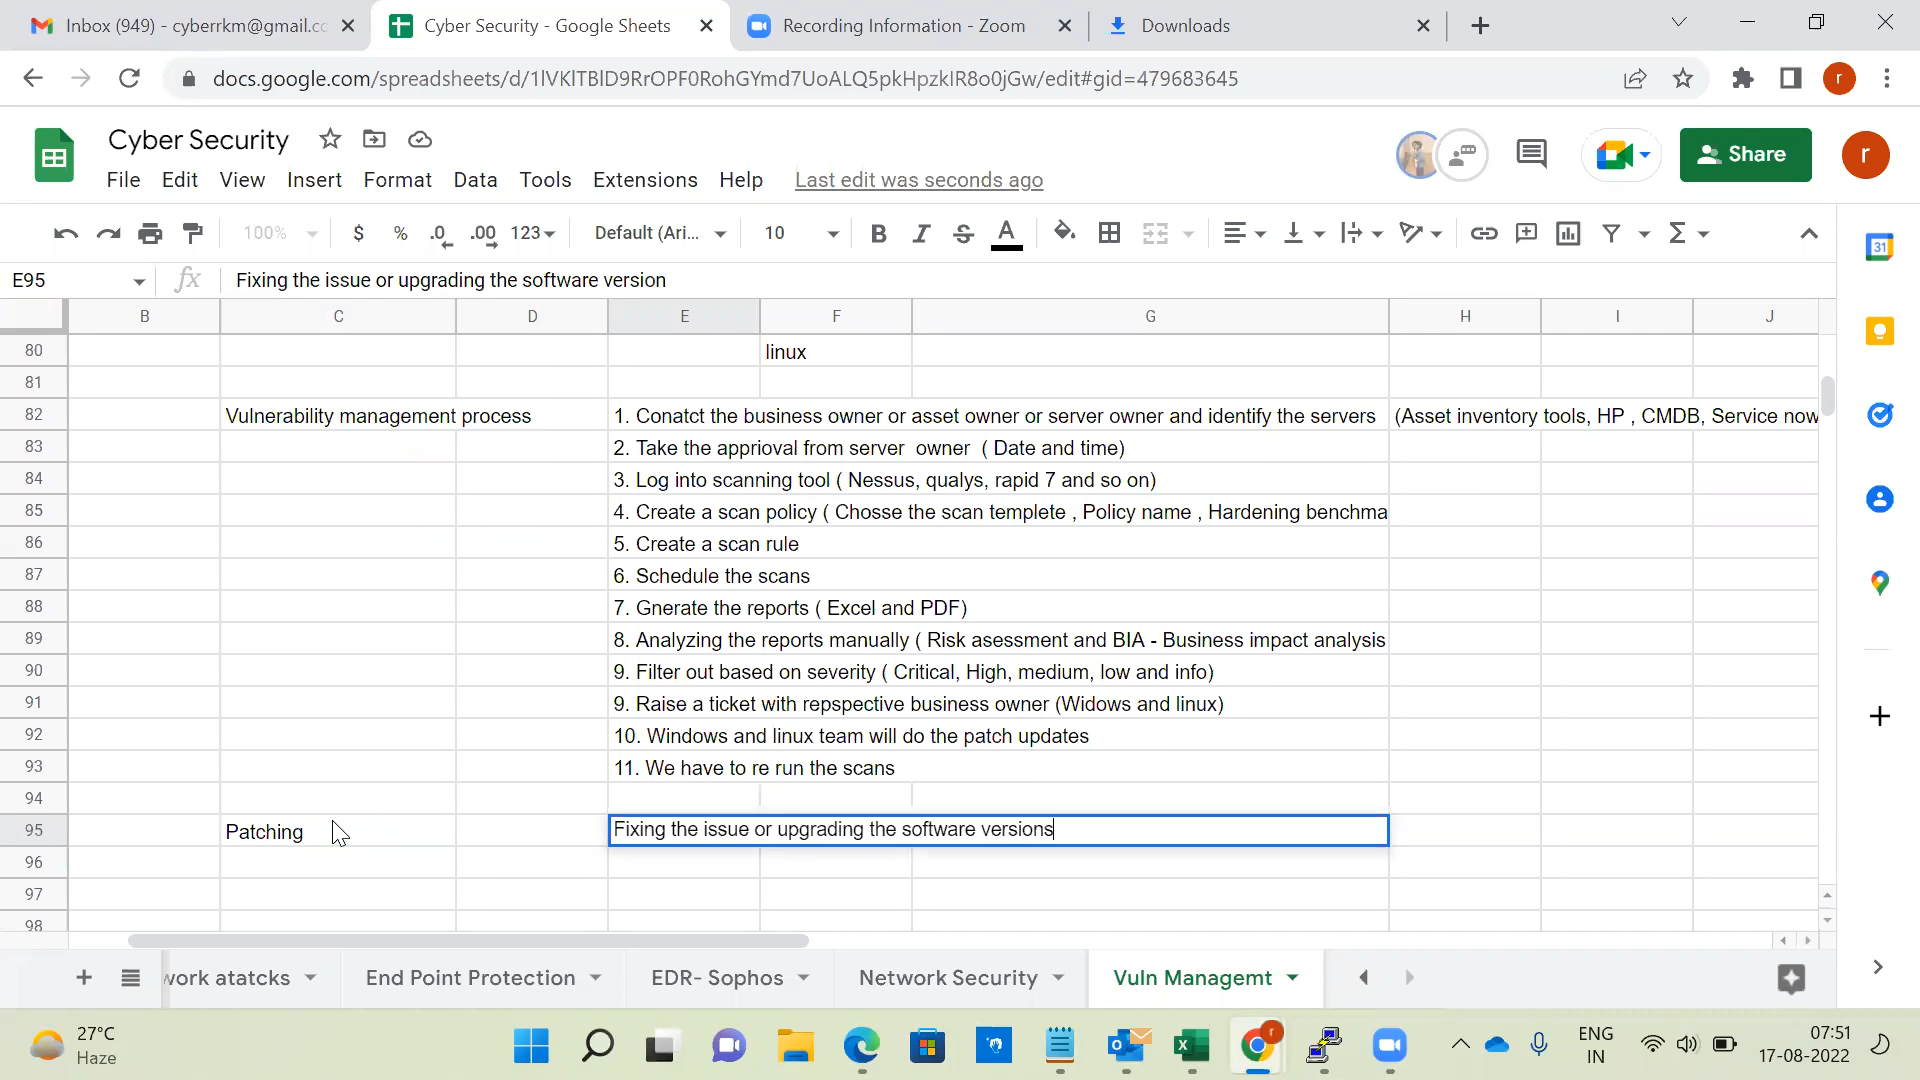 Inbox (949) - cyberrkm@gmail.co
Cyber Security - Google Sheets
Recording Information - Zoom
Downloads
docs.google.com/spreadsheets/d/1lVKlTBlD9RrOPF0RohGYmd7UoALQ5pkHpzkIR8o0jGw/edit#gid=479683645
r
Cyber Security
Share
r
File Edit View Insert Format Data Tools Extensions Help Last edit was seconds ago
100% $ % .0 .00 123 Default (Ari... 10 B I S A
31
E95 fx Fixing the issue or upgrading the software version
B C D E F G H I J
80 linux
81
82 Vulnerability management process 1. Conatct the business owner or asset owner or server owner and identify the servers (Asset inventory tools, HP , CMDB, Service now
83 2. Take the apprioval from server owner ( Date and time)
84 3. Log into scanning tool ( Nessus, qualys, rapid 7 and so on)
85 4. Create a scan policy ( Chosse the scan templete , Policy name , Hardening benchma
86 5. Create a scan rule
87 6. Schedule the scans
88 7. Gnerate the reports ( Excel and PDF)
89 8. Analyzing the reports manually ( Risk asessment and BIA - Business impact analysis
90 9. Filter out based on severity ( Critical, High, medium, low and info)
91 9. Raise a ticket with repspective business owner (Widows and linux)
92 10. Windows and linux team will do the patch updates
93 11. We have to re run the scans
94
95 Patching Fixing the issue or upgrading the software versions
96
97
98
work atatcks End Point Protection EDR- Sophos Network Security Vuln Managemt
27°C
Haze
ENG
IN
07:51
17-08-2022